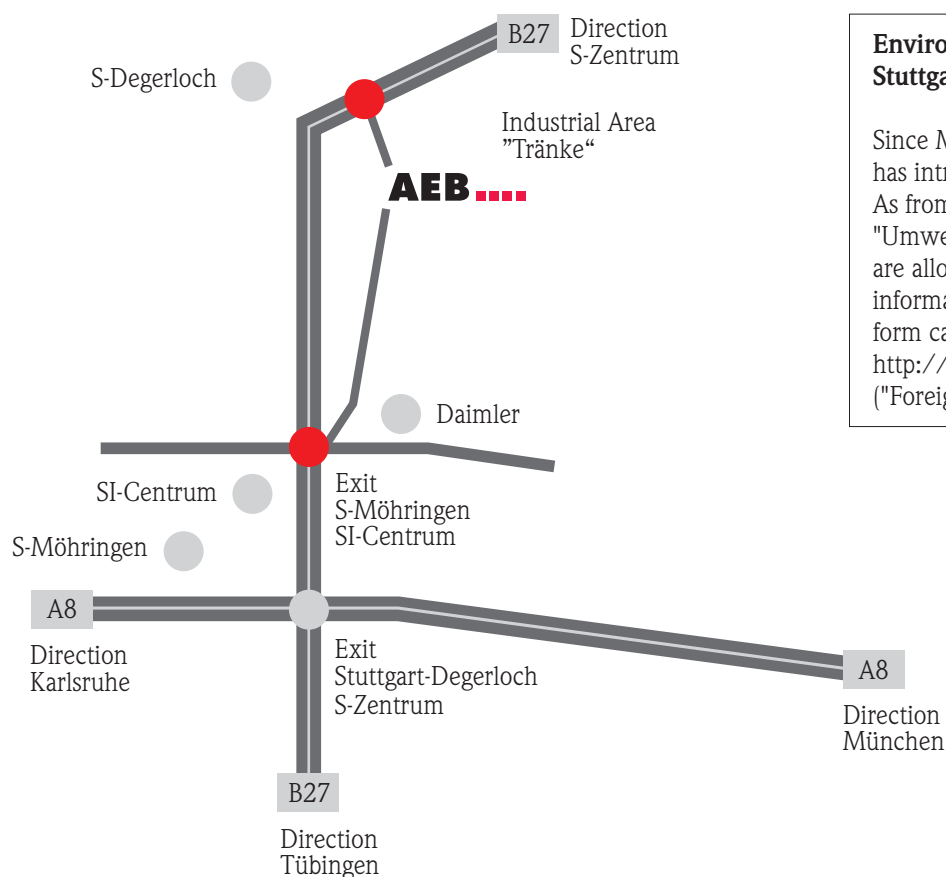 B27
Direction
S-Zentrum
S-Degerloch
Industrial Area
”Tränke“
AEB
Daimler
SI-Centrum
Exit
S-Möhringen
SI-Centrum
S-Möhringen
A8
Direction
Karlsruhe
Exit
Stuttgart-Degerloch
S-Zentrum
A8
Direction
München
B27
Direction
Tübingen
Enviro
Stuttga
Since
has intr
As from
"Umwe
are allo
informa
form ca
http://
("Foreig